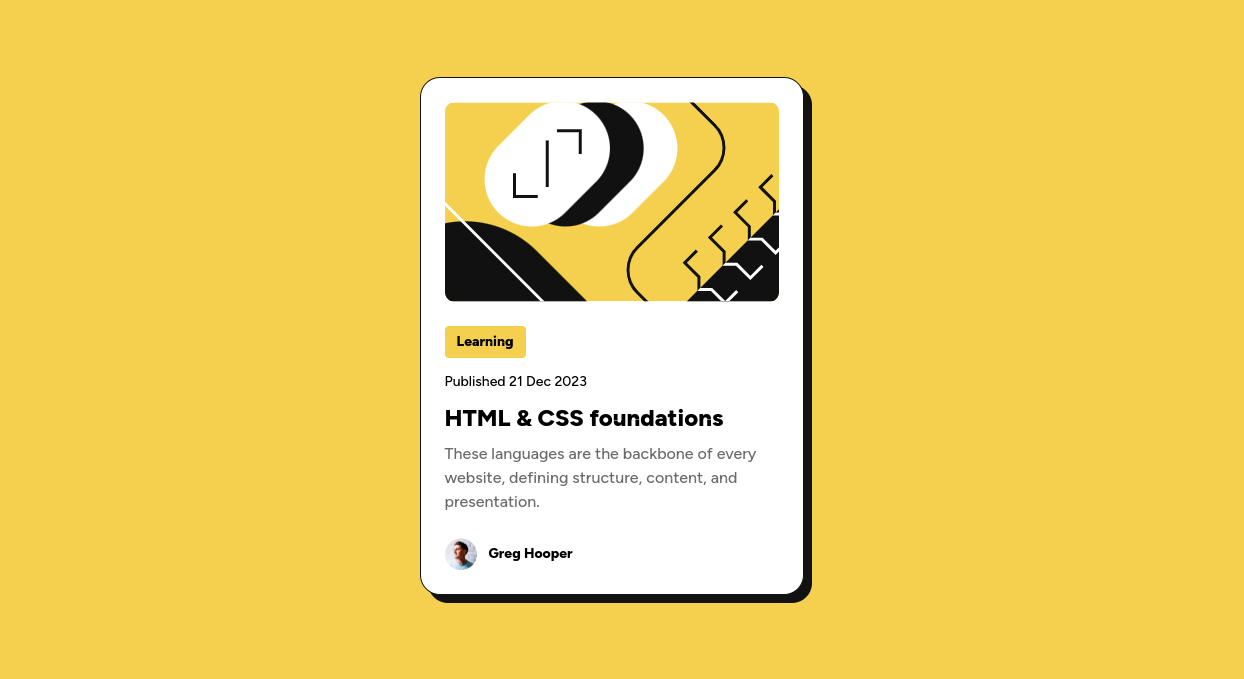 Learning
Published 21 Dec 2023
HTML & CSS foundations
These languages are the backbone of every
website, defining structure, content, and
presentation.
Greg Hooper